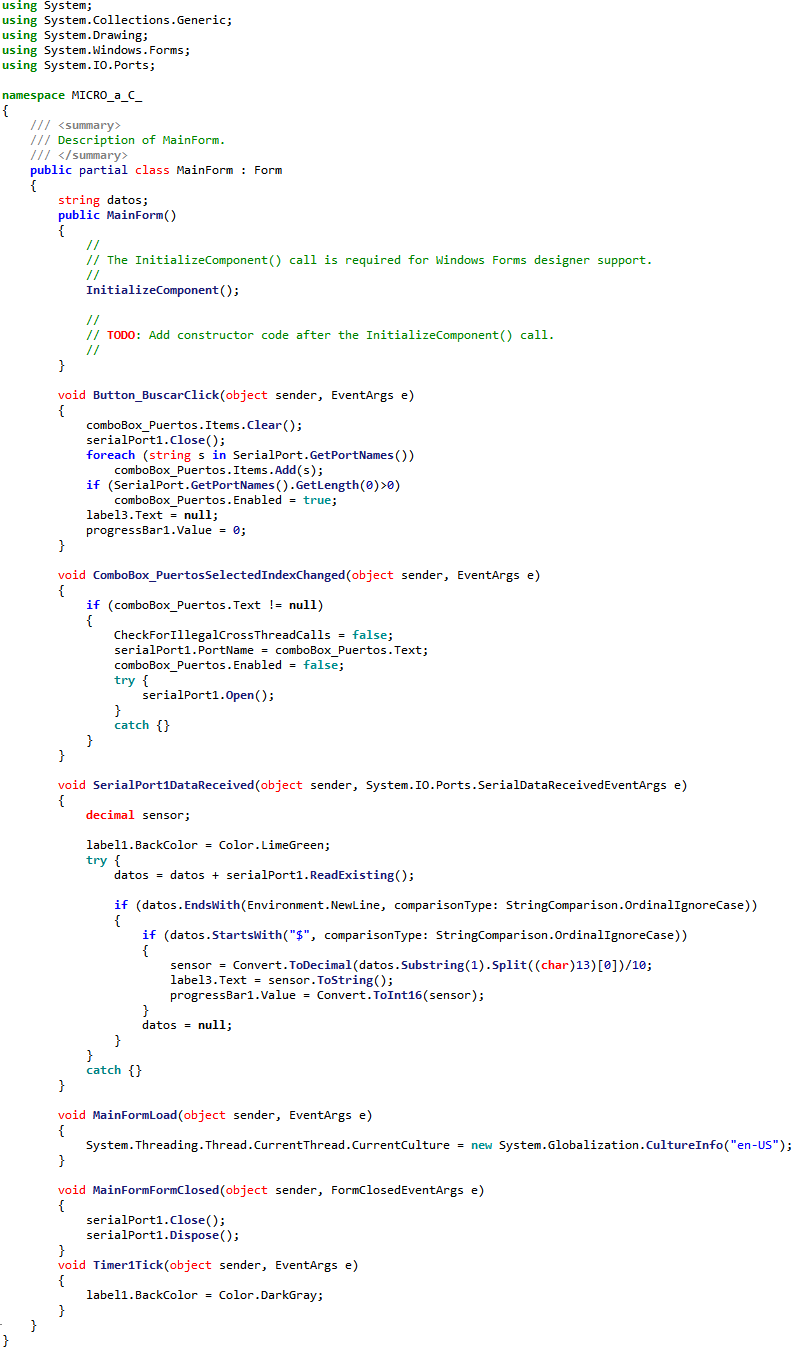 using System;
using System.Collections.Generic;
using System.Drawing;
using System.Windows.Forms;
using System.IO.Ports;

namespace MICRO_a_C_
{
    /// <summary>
    /// Description of MainForm.
    /// </summary>
    public partial class MainForm : Form
    {
        string datos;
        public MainForm()
        {
            //
            // The InitializeComponent() call is required for Windows Forms designer support.
            //
            InitializeComponent();

            //
            // TODO: Add constructor code after the InitializeComponent() call.
            //
        }

        void Button_BuscarClick(object sender, EventArgs e)
        {
            comboBox_Puertos.Items.Clear();
            serialPort1.Close();
            foreach (string s in SerialPort.GetPortNames())
                comboBox_Puertos.Items.Add(s);
            if (SerialPort.GetPortNames().GetLength(0)>0)
                comboBox_Puertos.Enabled = true;
            label3.Text = null;
            progressBar1.Value = 0;
        }

        void ComboBox_PuertosSelectedIndexChanged(object sender, EventArgs e)
        {
            if (comboBox_Puertos.Text != null)
            {
                CheckForIllegalCrossThreadCalls = false;
                serialPort1.PortName = comboBox_Puertos.Text;
                comboBox_Puertos.Enabled = false;
                try {
                    serialPort1.Open();
                }
                catch {}
            }
        }

        void SerialPort1DataReceived(object sender, System.IO.Ports.SerialDataReceivedEventArgs e)
        {
            decimal sensor;

            label1.BackColor = Color.LimeGreen;
            try {
                datos = datos + serialPort1.ReadExisting();

                if (datos.EndsWith(Environment.NewLine, comparisonType: StringComparison.OrdinalIgnoreCase))
                {
                    if (datos.StartsWith("$", comparisonType: StringComparison.OrdinalIgnoreCase))
                    {
                        sensor = Convert.ToDecimal(datos.Substring(1).Split((char)13)[0])/10;
                        label3.Text = sensor.ToString();
                        progressBar1.Value = Convert.ToInt16(sensor);
                    }
                    datos = null;
                }
            }
            catch {}
        }

        void MainFormLoad(object sender, EventArgs e)
        {
            System.Threading.Thread.CurrentThread.CurrentCulture = new System.Globalization.CultureInfo("en-US");
        }

        void MainFormFormClosed(object sender, FormClosedEventArgs e)
        {
            serialPort1.Close();
            serialPort1.Dispose();
        }
        void Timer1Tick(object sender, EventArgs e)
        {
            label1.BackColor = Color.DarkGray;
        }
    }
}